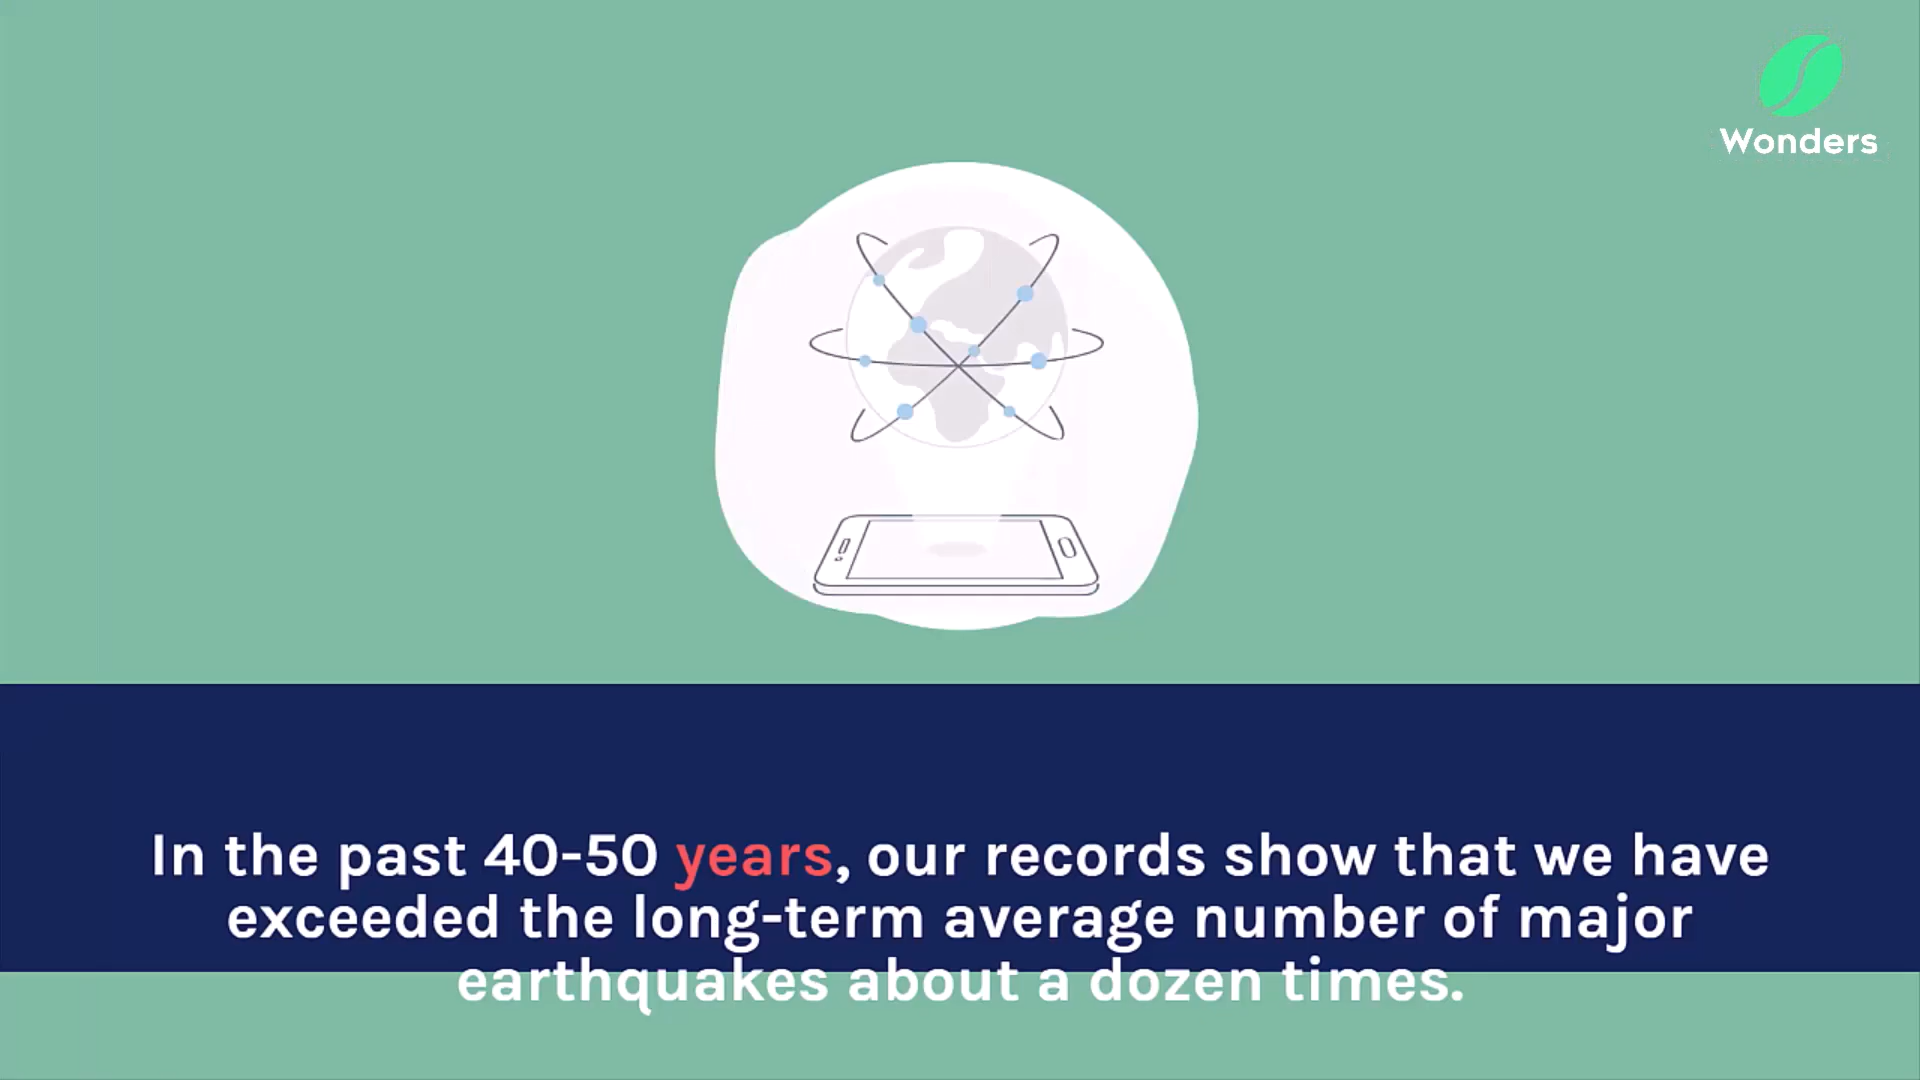 Wonders
In the past 40-50 years, our records show that we have
exceeded the long-term average number of major
earthquakes about a dozen times.